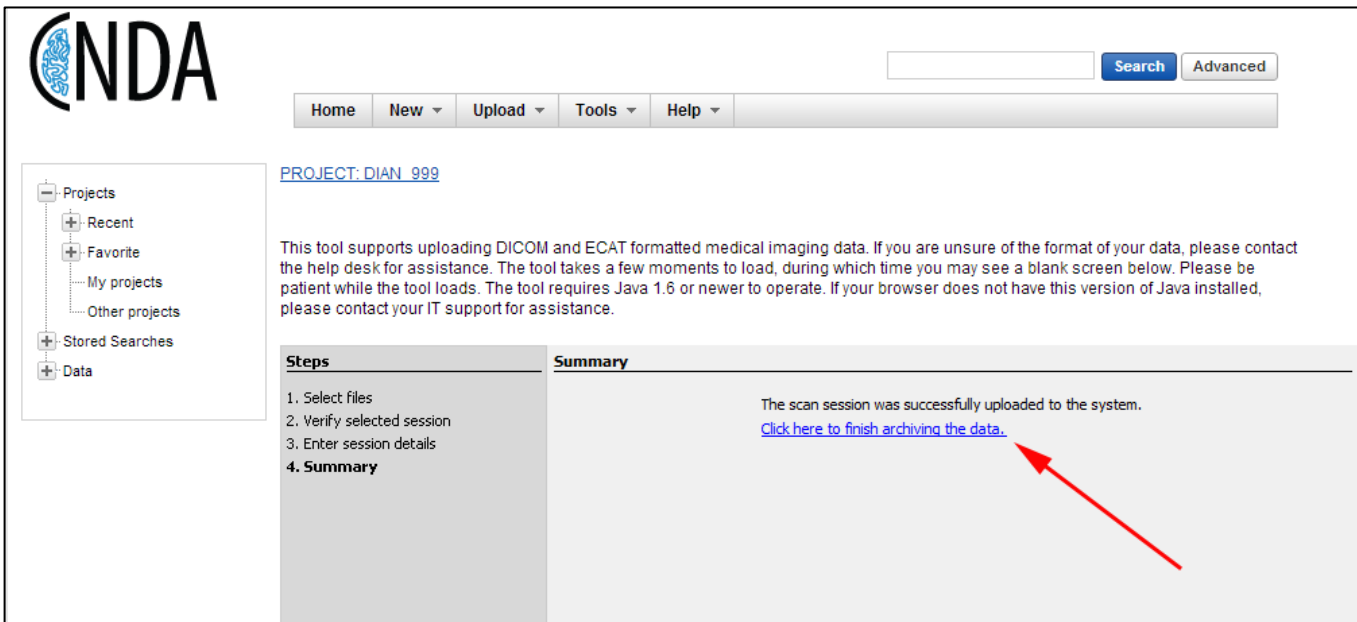 CNDA
Search Advanced
Home New Upload Tools Help
PROJECT: DIAN_999
Projects
Recent
Favorite
My projects
Other projects
Stored Searches
Data
This tool supports uploading DICOM and ECAT formatted medical imaging data. If you are unsure of the format of your data, please contact
the help desk for assistance. The tool takes a few moments to load, during which time you may see a blank screen below. Please be
patient while the tool loads. The tool requires Java 1.6 or newer to operate. If your browser does not have this version of Java installed,
please contact your IT support for assistance.
Steps
1. Select files
2. Verify selected session
3. Enter session details
4. Summary
Summary
The scan session was successfully uploaded to the system.
Click here to finish archiving the data.